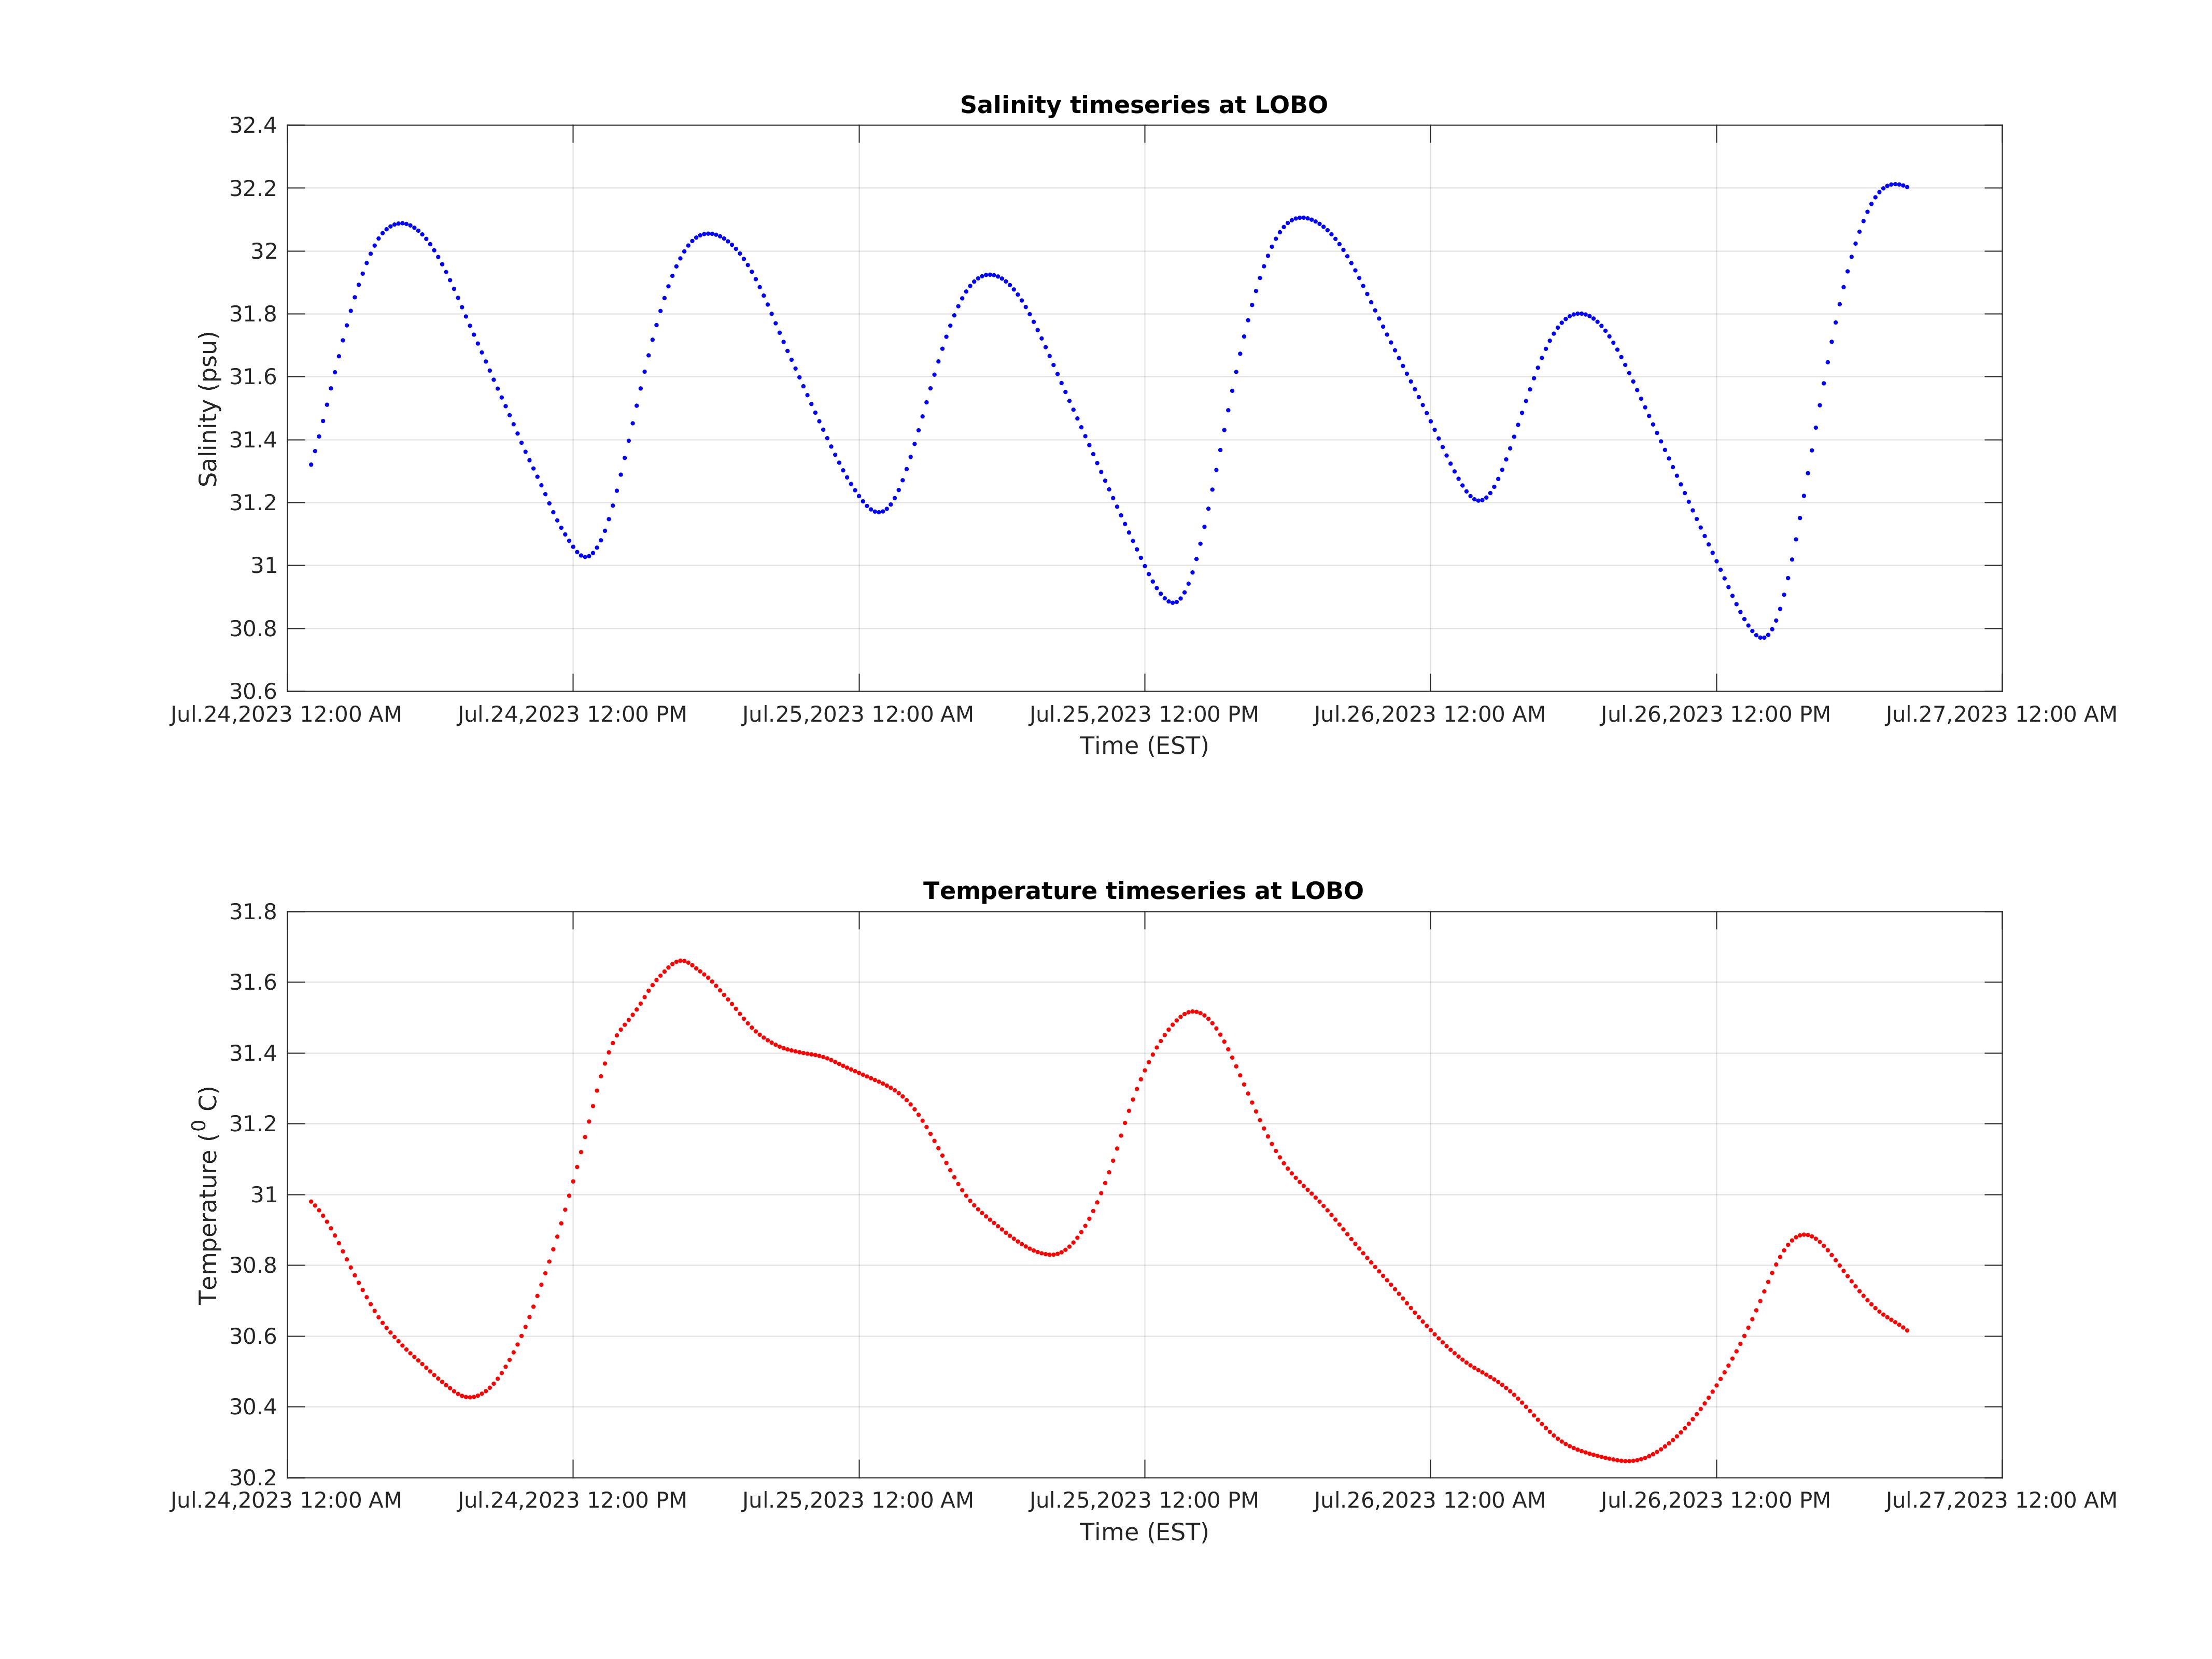 Salinity timeseries at LOBO
32.4
32.2
32
31.8
31.6
31.4
31.2
31
30.8
30.6
Salinity (psu)
Jul.24,2023 12:00 AM Jul.24,2023 12:00 PM Jul.25,2023 12:00 AM Jul.25,2023 12:00 PM Jul.26,2023 12:00 AM Jul.26,2023 12:00 PM Jul.27,2023 12:00 AM
Time (EST)
Temperature timeseries at LOBO
31.8
31.6
31.4
31.2
31
30.8
30.6
30.4
30.2
Temperature (⁰ C)
Jul.24,2023 12:00 AM Jul.24,2023 12:00 PM Jul.25,2023 12:00 AM Jul.25,2023 12:00 PM Jul.26,2023 12:00 AM Jul.26,2023 12:00 PM Jul.27,2023 12:00 AM
Time (EST)